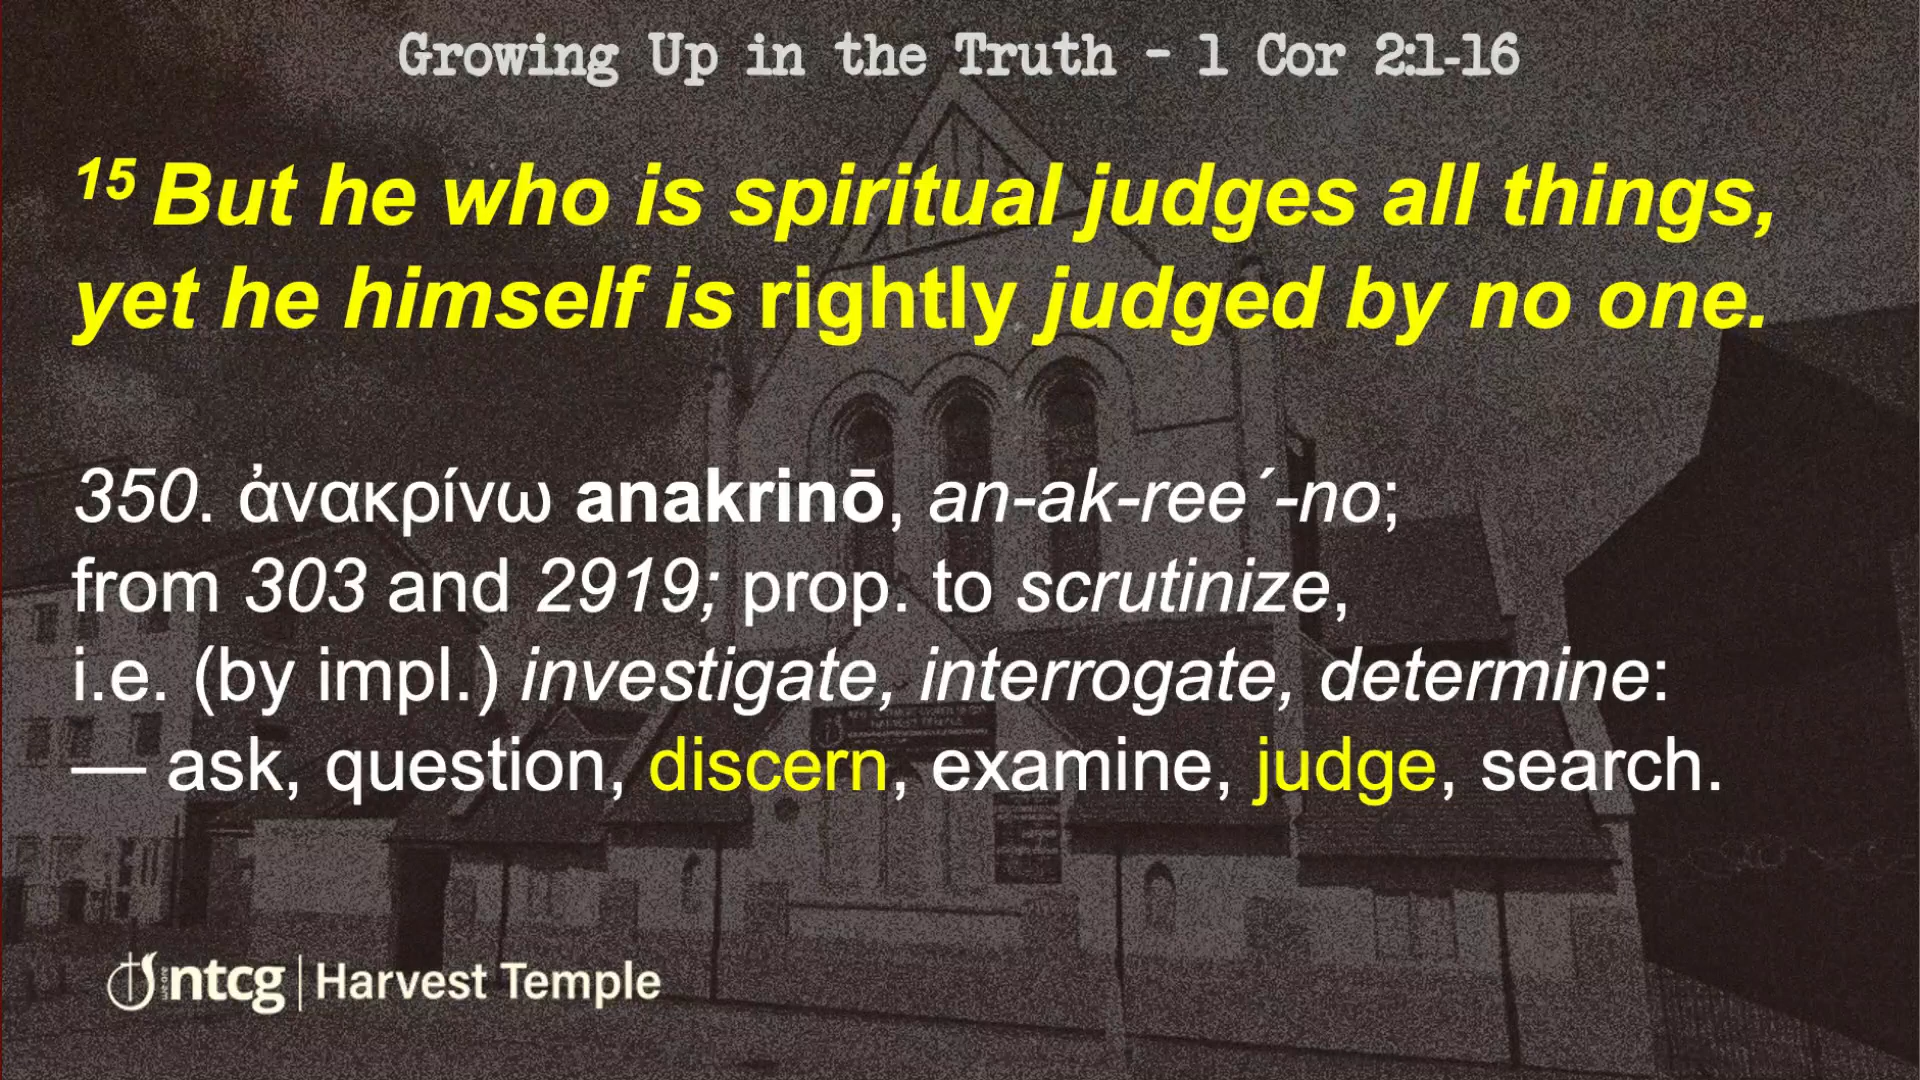 Growing Up in the Truth - 1 Cor 2:1-16
15 But he who is spiritual judges all things,
yet he himself is rightly judged by no one.
350. ἀνακρίνω anakrinō, an-ak-ree´-no;
from 303 and 2919; prop. to scrutinize,
i.e. (by impl.) investigate, interrogate, determine:
— ask, question, discern, examine, judge, search.
ntcg | Harvest Temple